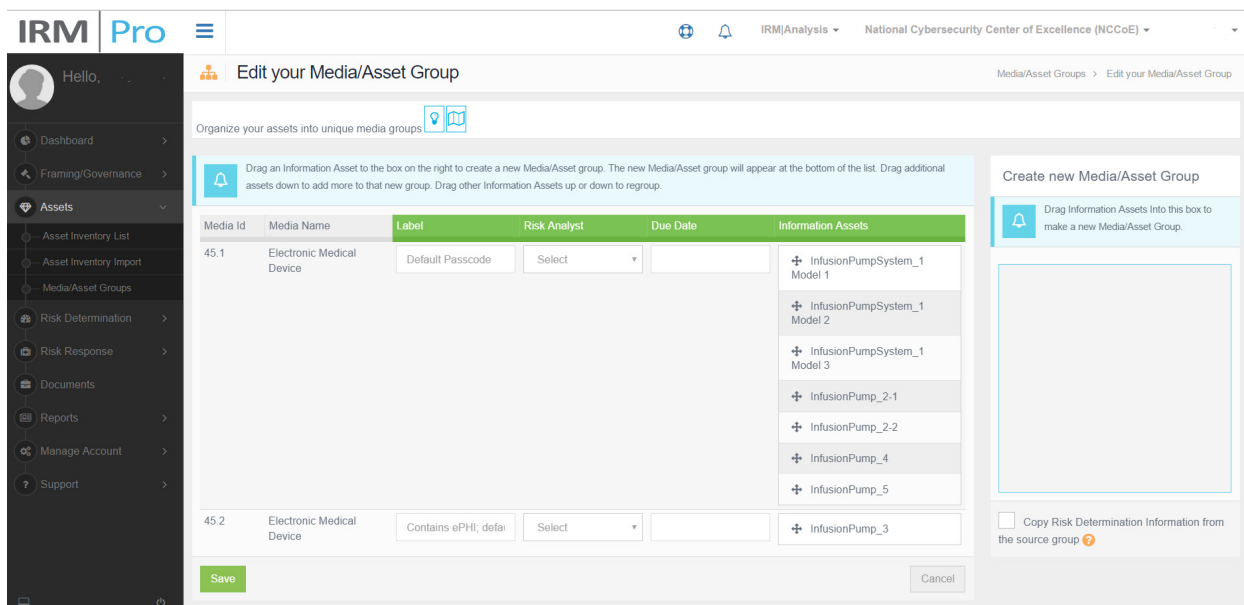 IRM|Pro
IRM|Analysis
National Cybersecurity Center of Excellence (NCCoE)
Hello,
Edit your Media/Asset Group
Media/Asset Groups > Edit your Media/Asset Group
Organize your assets into unique media groups
Dashboard
Framing/Governance
Assets
Asset Inventory List
Asset Inventory Import
Media/Asset Groups
Risk Determination
Risk Response
Documents
Reports
Manage Account
Support
Drag an Information Asset to the box on the right to create a new Media/Asset group. The new Media/Asset group will appear at the bottom of the list. Drag additional
assets down to add more to that new group. Drag other Information Assets up or down to regroup.
Media Id Media Name Label Risk Analyst Due Date Information Assets
45.1 Electronic Medical Device Default Passcode Select
InfusionPumpSystem_1
Model 1
InfusionPumpSystem_1
Model 2
InfusionPumpSystem_1
Model 3
InfusionPump_2-1
InfusionPump_2-2
InfusionPump_4
InfusionPump_5
45.2 Electronic Medical Device Contains ePHI; defau Select InfusionPump_3
Save
Cancel
Create new Media/Asset Group
Drag Information Assets Into this box to
make a new Media/Asset Group.
Copy Risk Determination Information from
the source group ?